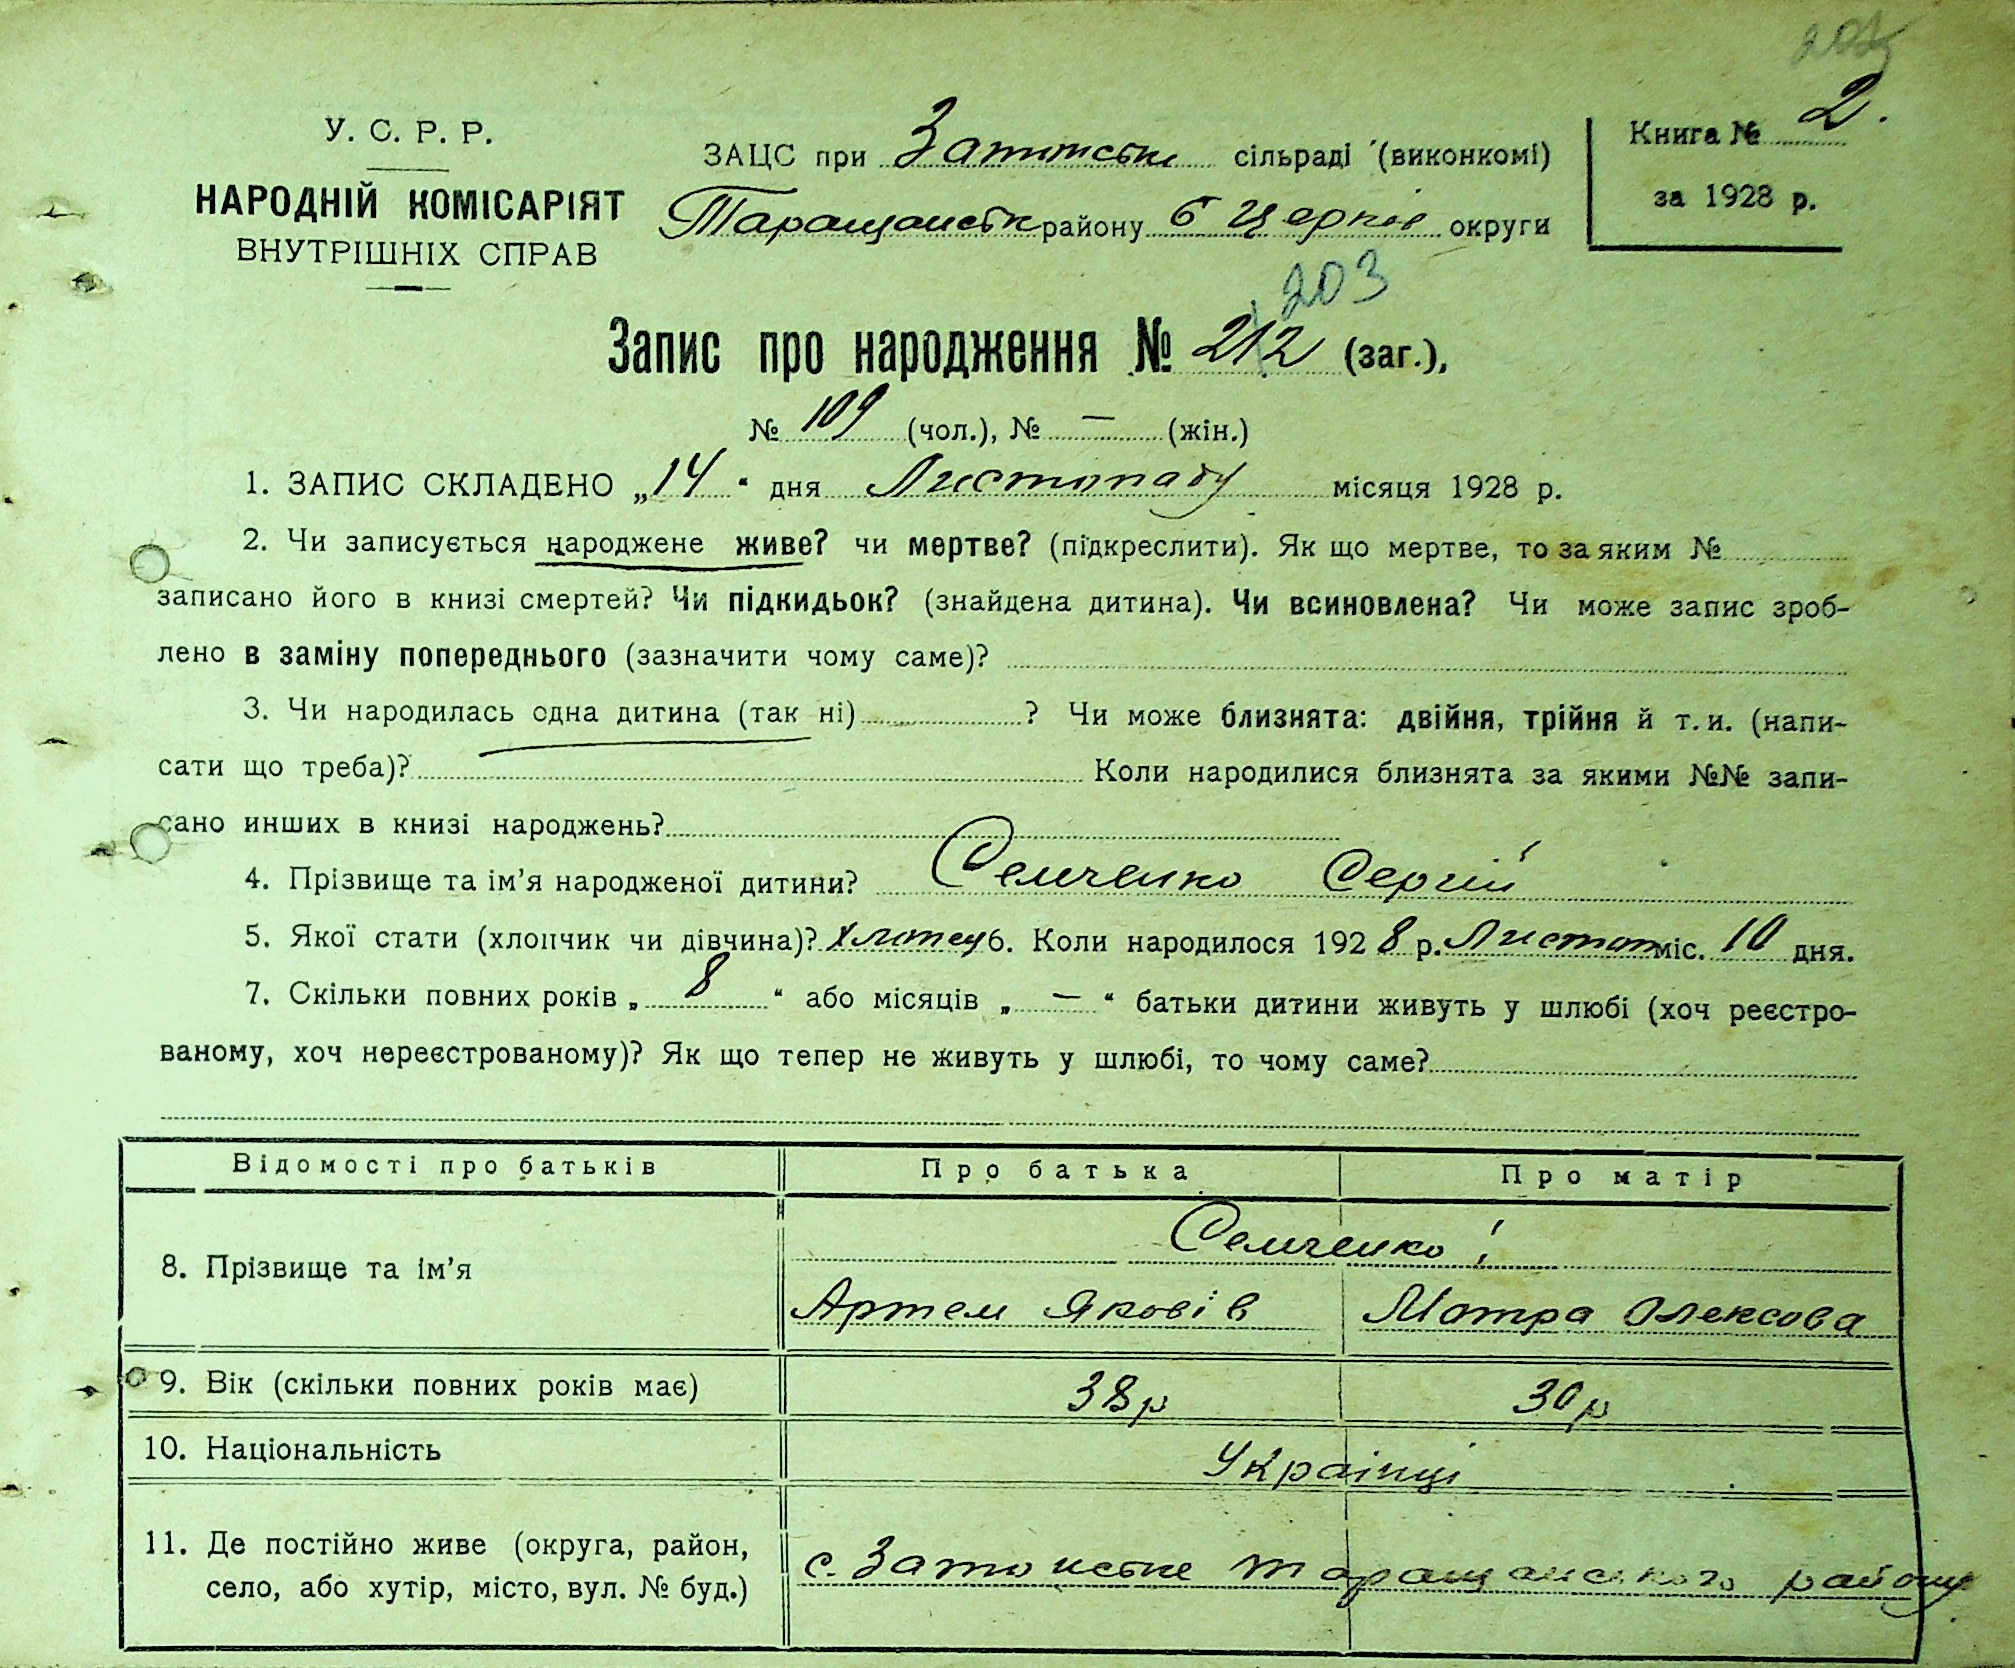 203
У. С. Р. Р.
НАРОДНІЙ КОМІСАРІЯТ
ВНУТРІШНІХ СПРАВ
ЗАЦС при сільраді (виконкомі)
Таращанськ району Б Церків округи
Книга № 2.
за 1928 р.
203
Запис про народження № 212 (заг.),
№ 109 (чол.), № — (жін.)
1. ЗАПИС СКЛАДЕНО „14“ дня Листопаду місяця 1928 р.
2. Чи записується народжене живе? чи мертве? (підкреслити). Як що мертве, то за яким №
записано його в книзі смертей? Чи підкидьок? (знайдена дитина). Чи всиновлена? Чи може запис зроб-
лено в заміну попереднього (зазначити чому саме)?
3. Чи народилась одна дитина (так ні) ? Чи може близнята: двійня, трійня й т. и. (напи-
сати що треба)? Коли народилися близнята за якими №№ запи-
сано инших в книзі народжень?
4. Прізвище та ім’я народженої дитини? Семченко Сергій
5. Якої стати (хлопчик чи дівчина)? Хлопець 6. Коли народилося 1928 р. Листоп міс. 10 дня.
7. Скільки повних років „ 8 “ або місяців „ — “ батьки дитини живуть у шлюбі (хоч реєстро-
ваному, хоч нереєстрованому)? Як що тепер не живуть у шлюбі, то чому саме?
Відомості про батьків Про батька Про матір
8. Прізвище та ім’я Семченко
Артем Яковів Мотра Олексова
9. Вік (скільки повних років має) 38 р 30 р
10. Національність Українці
11. Де постійно живе (округа, район,
село, або хутір, місто, вул. № буд.) с. Таращанського району